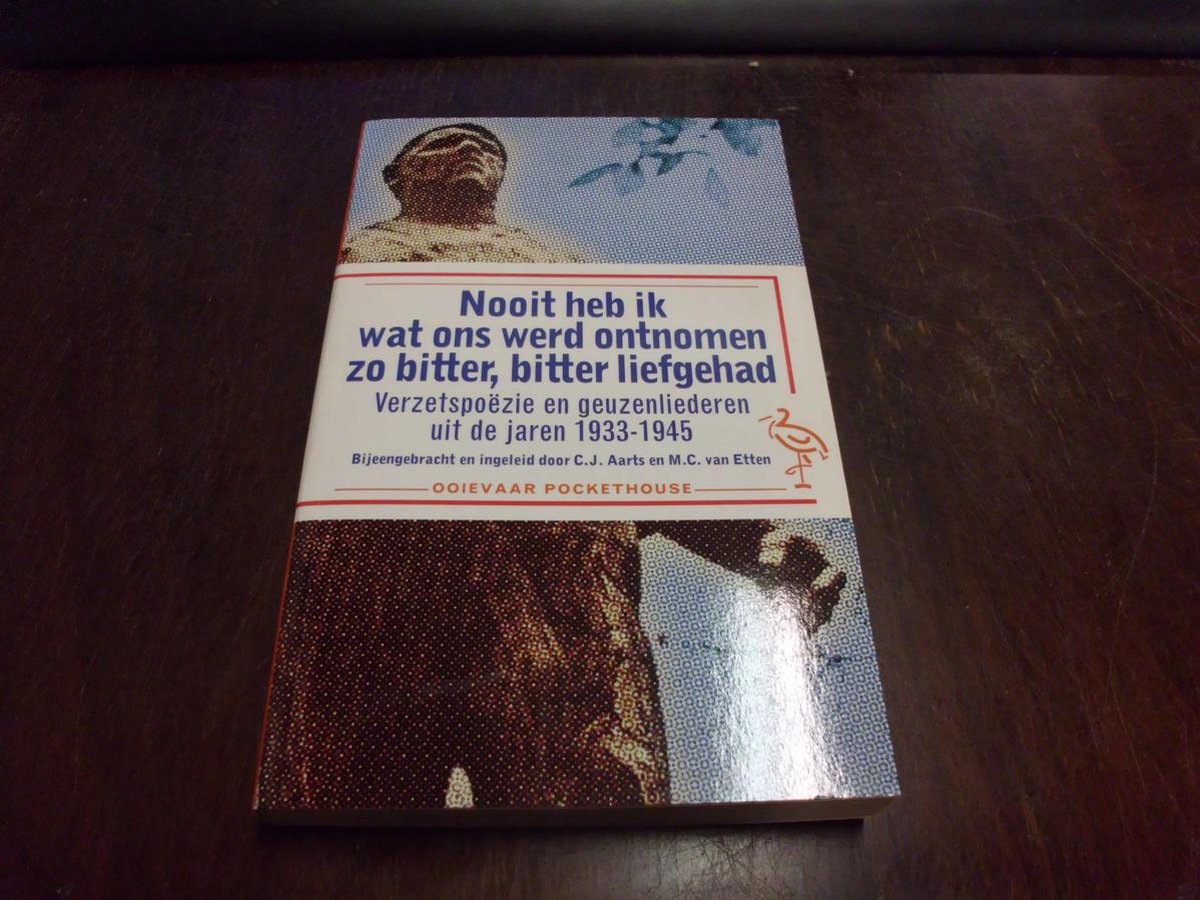 Nooit heb ik
wat ons werd ontnomen
zo bitter, bitter liefgehad
Verzetspoëzie en geuzenliederen
uit de jaren 1933-1945
Bijeengebracht en ingeleid door C.J. Aarts en M.C. van Etten
OOIEVAAR POCKETHOUSE